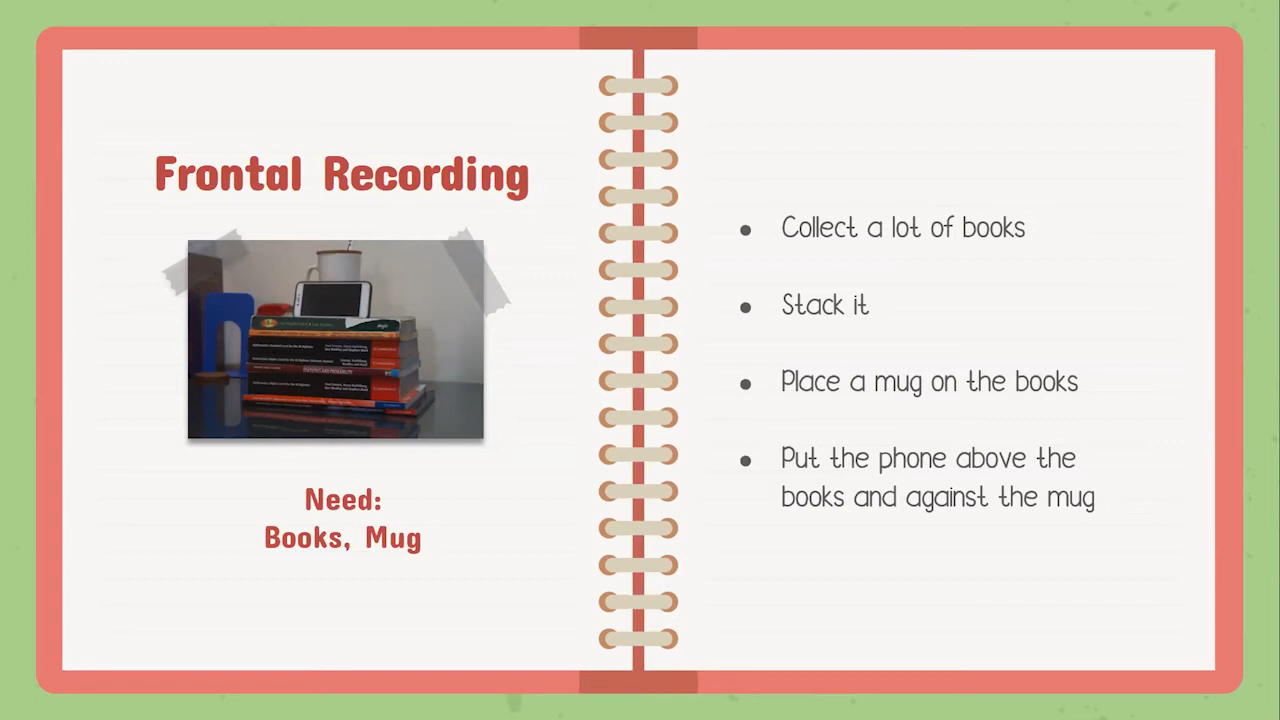 Frontal Recording
Need:
Books, Mug
Collect a lot of books
Stack it
Place a mug on the books
Put the phone above the
books and against the mug